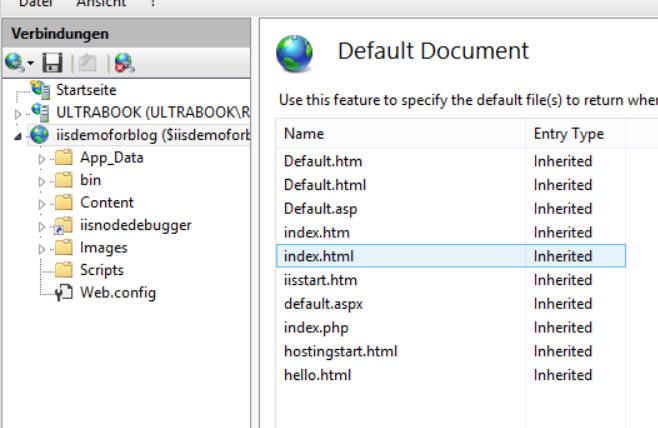 Datei Ansicht ?
Verbindungen
Startseite
ULTRABOOK (ULTRABOOK\R
iisdemoforblog ($iisdemoforb
App_Data
bin
Content
iisnodedebugger
Images
Scripts
Web.config
Default Document
Use this feature to specify the default file(s) to return wher
Name Entry Type
Default.htm Inherited
Default.html Inherited
Default.asp Inherited
index.htm Inherited
index.html Inherited
iisstart.htm Inherited
default.aspx Inherited
index.php Inherited
hostingstart.html Inherited
hello.html Inherited